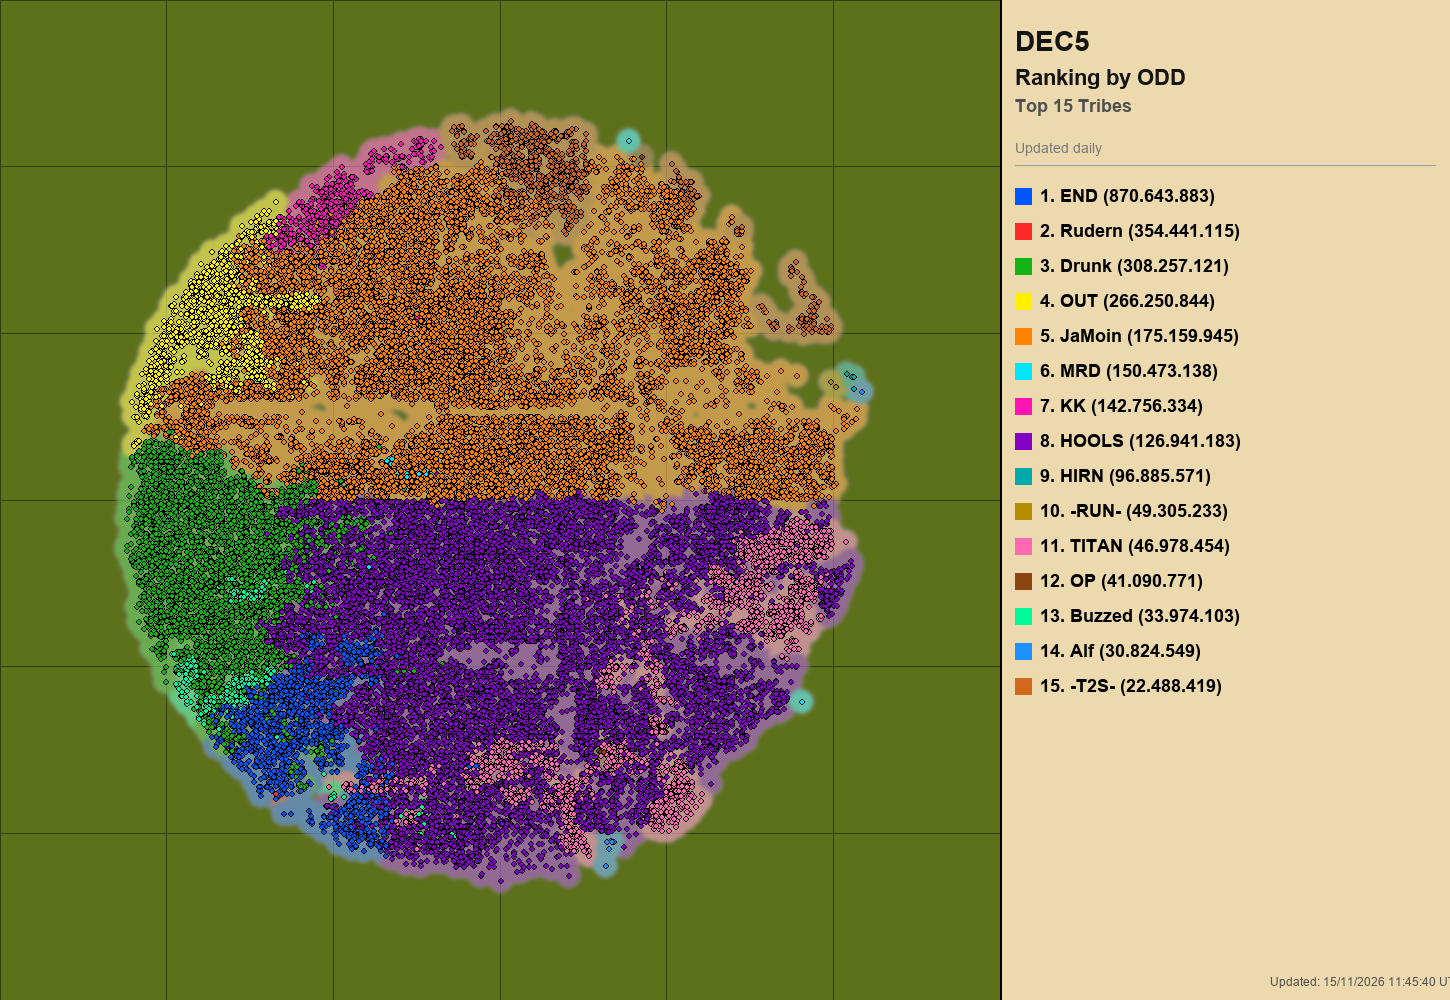 DEC5
Ranking by ODD
Top 15 Tribes
Updated daily
1. END (870.643.883)
2. Rudern (354.441.115)
3. Drunk (308.257.121)
4. OUT (266.250.844)
5. JaMoin (175.159.945)
6. MRD (150.473.138)
7. KK (142.756.334)
8. HOOLS (126.941.183)
9. HIRN (96.885.571)
10. -RUN- (49.305.233)
11. TITAN (46.978.454)
12. OP (41.090.771)
13. Buzzed (33.974.103)
14. Alf (30.824.549)
15. -T2S- (22.488.419)
Updated: 15/11/2026 11:45:40 U